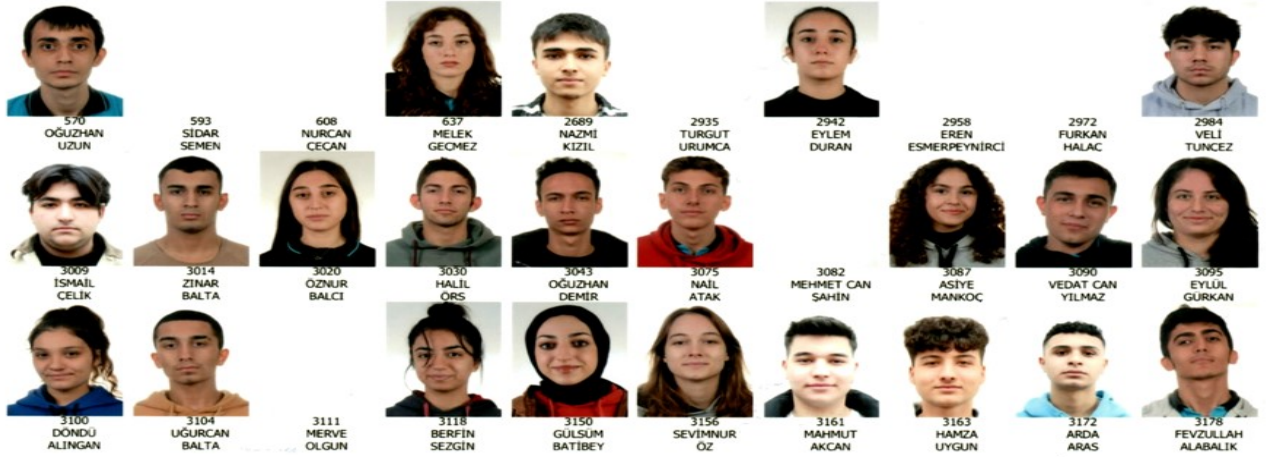 570 593 608 637 2689 2935 2942 2958 2972 2984
OĞUZHAN SİDAR NURCAN MELEK NAZMİ TURGUT EYLEM EREN FURKAN VELİ
UZUN SEMEN ÇEÇAN GEÇMEZ KIZIL URUMCA DURAN ESMERPEYNİRCİ HALAÇ TUNCEZ
3009 3014 3020 3030 3043 3075 3082 3087 3090 3095
İSMAİL ZINAR ÖZNUR HALİL OĞUZHAN NAİL MEHMET CAN ASİYE VEDAT CAN EYLÜL
ÇELİK BALTA BALCI ÖRS DEMİR ATAK ŞAHİN MANKOÇ YILMAZ GÜRKAN
3100 3104 3111 3118 3150 3156 3161 3163 3172 3178
DÖNDÜ UĞURCAN MERVE BERFİN GÜLSÜM SEVİMNUR MAHMUT HAMZA ARDA FEVZULLAH
ALINGAN BALTA OLGUN SEZGİN BATİBEY ÖZ AKCAN UYGUN ARAS ALABALIK